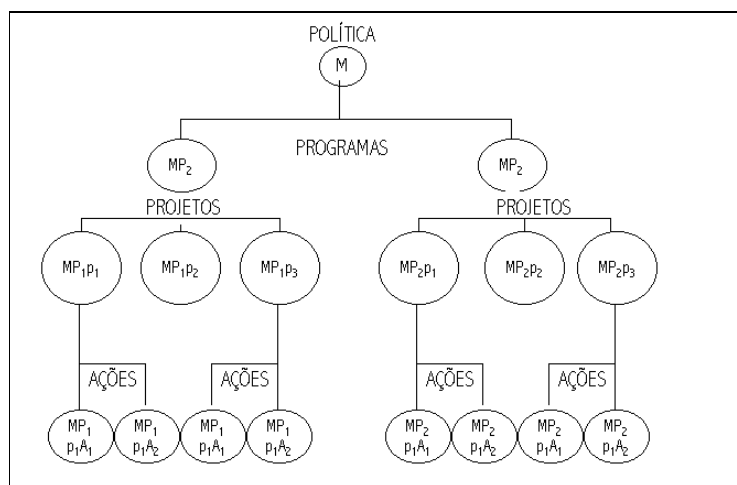 POLÍTICA
M
PROGRAMAS
MP₂
MP₂
PROJETOS
PROJETOS
MP₁p₁
MP₁p₂
MP₁p₃
MP₂p₁
MP₂p₂
MP₂p₃
AÇÕES
AÇÕES
AÇÕES
AÇÕES
MP₁
p₁A₁
MP₁
p₁A₂
MP₁
p₁A₁
MP₁
p₁A₂
MP₂
p₁A₁
MP₂
p₁A₂
MP₂
p₁A₁
MP₂
p₁A₂